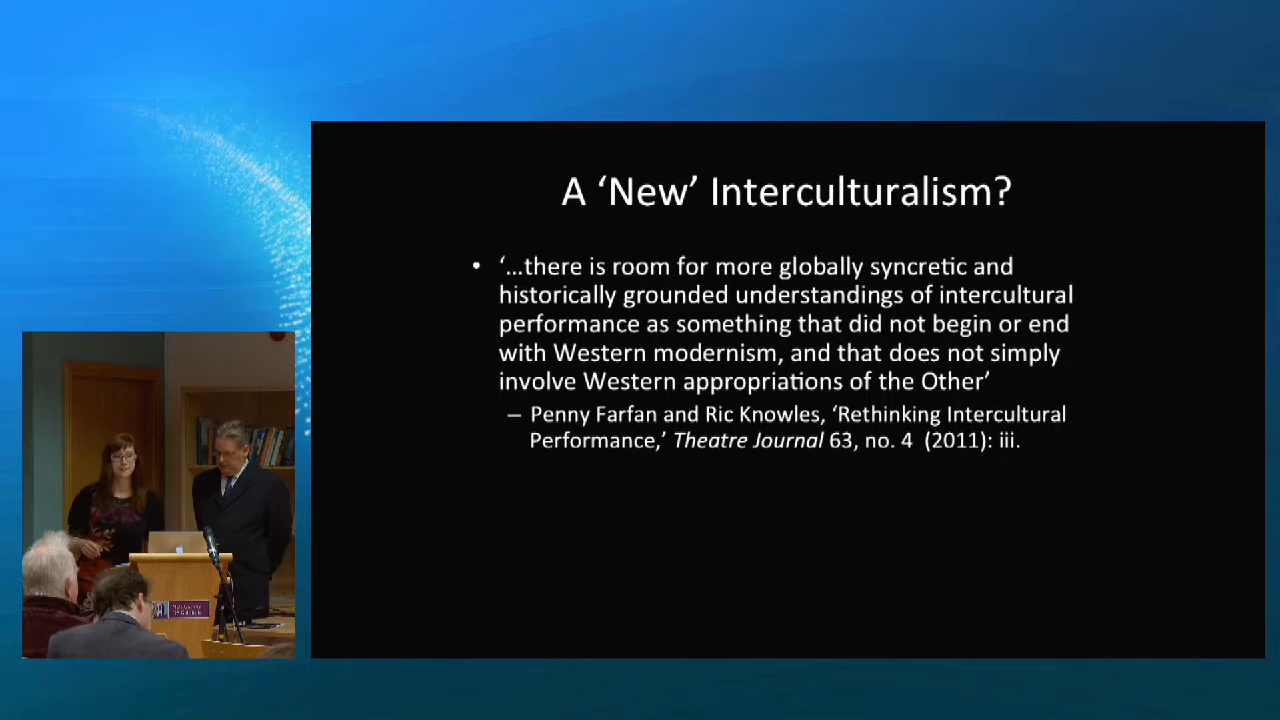 A ‘New’ Interculturalism?
• ‘...there is room for more globally syncretic and
historically grounded understandings of intercultural
performance as something that did not begin or end
with Western modernism, and that does not simply
involve Western appropriations of the Other’
– Penny Farfan and Ric Knowles, ‘Rethinking Intercultural
Performance,’ Theatre Journal 63, no. 4 (2011): iii.